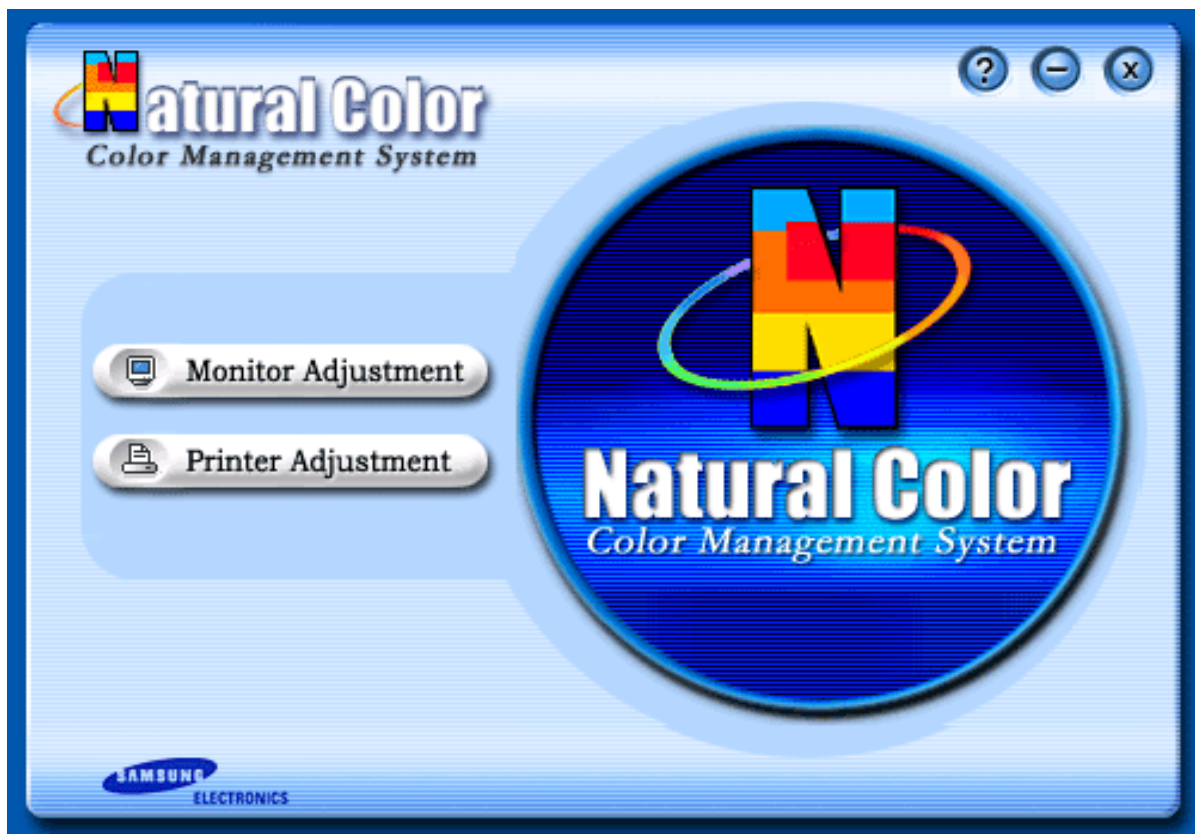 Natural Color
Color Management System
?
–
x
Monitor Adjustment
Printer Adjustment
N
Natural Color
Color Management System
SAMSUNG
ELECTRONICS